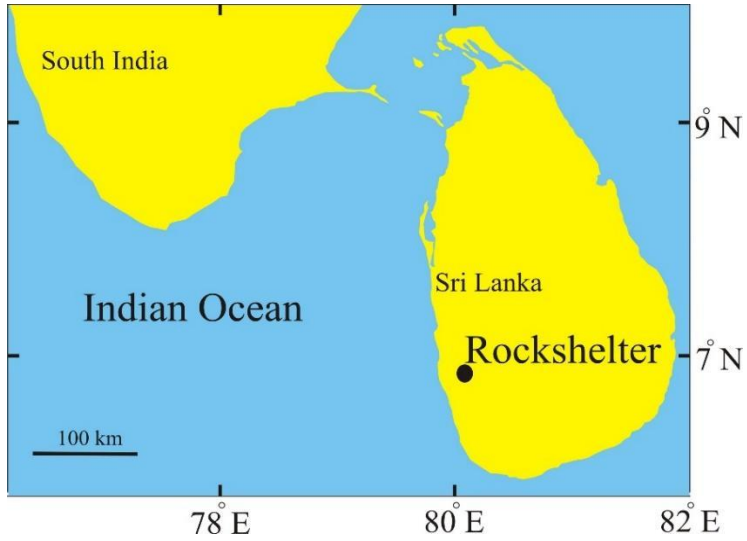 South India
9°N
Sri Lanka
Indian Ocean
Rockshelter
7°N
100 km
78°E
80°E
82°E